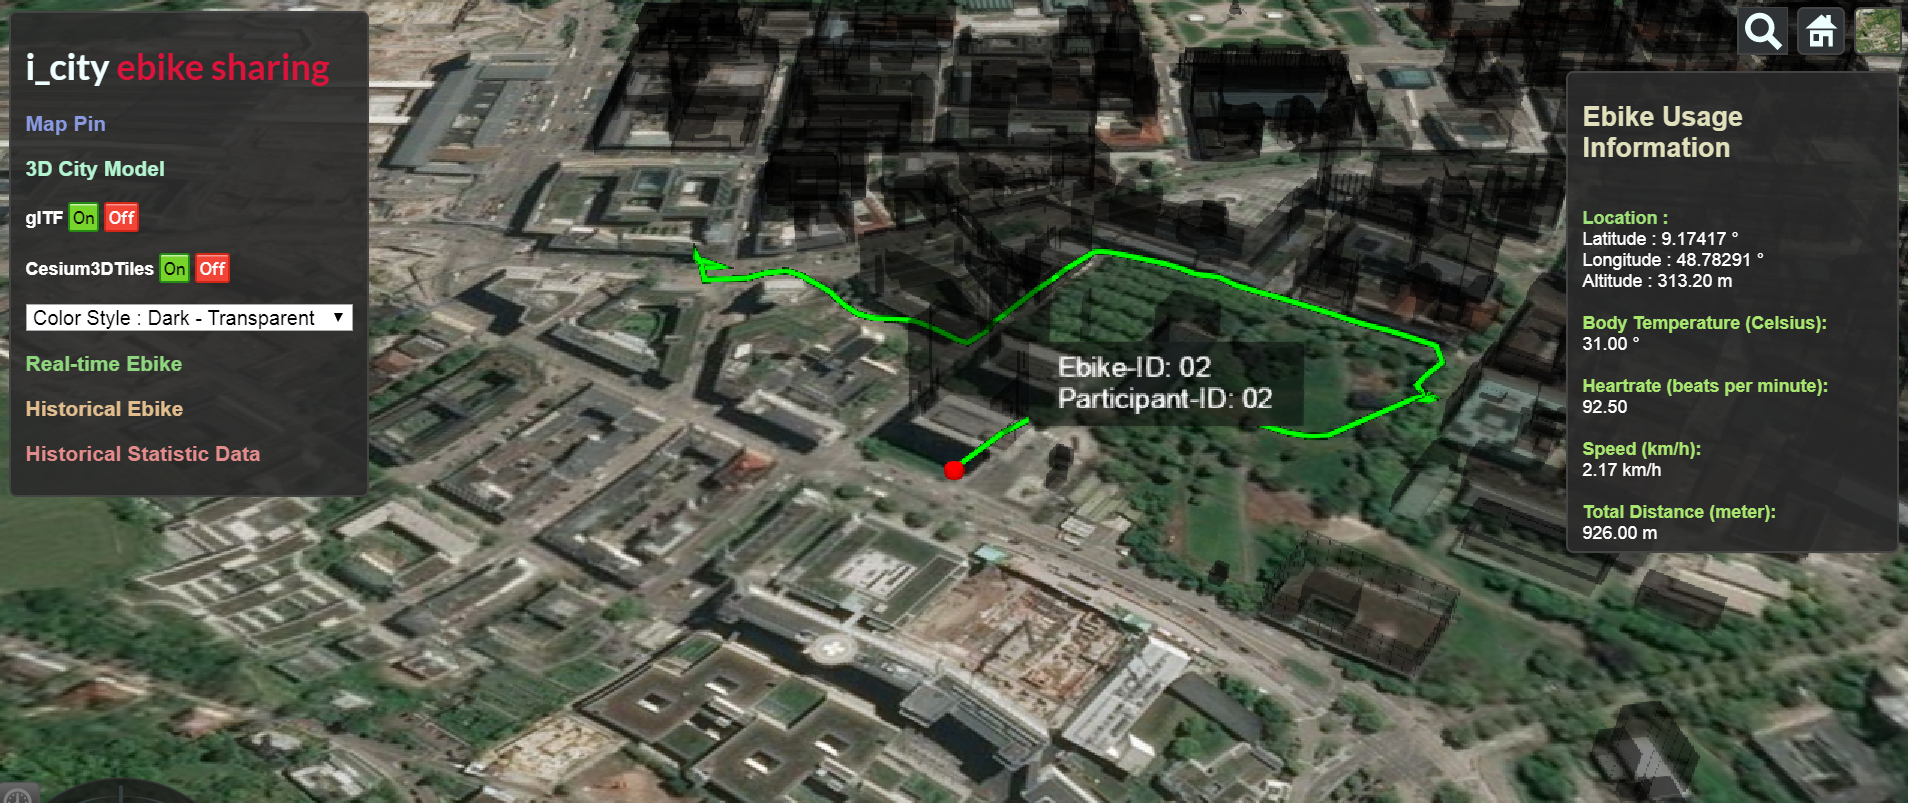 i_city ebike sharing
Map Pin
3D City Model
glTF On Off
Cesium3DTiles On Off
Color Style : Dark - Transparent
Real-time Ebike
Historical Ebike
Historical Statistic Data
Ebike-ID: 02
Participant-ID: 02
Ebike Usage
Information
Location :
Latitude : 9.17417 °
Longitude : 48.78291 °
Altitude : 313.20 m
Body Temperature (Celsius):
31.00 °
Heartrate (beats per minute):
92.50
Speed (km/h):
2.17 km/h
Total Distance (meter):
926.00 m